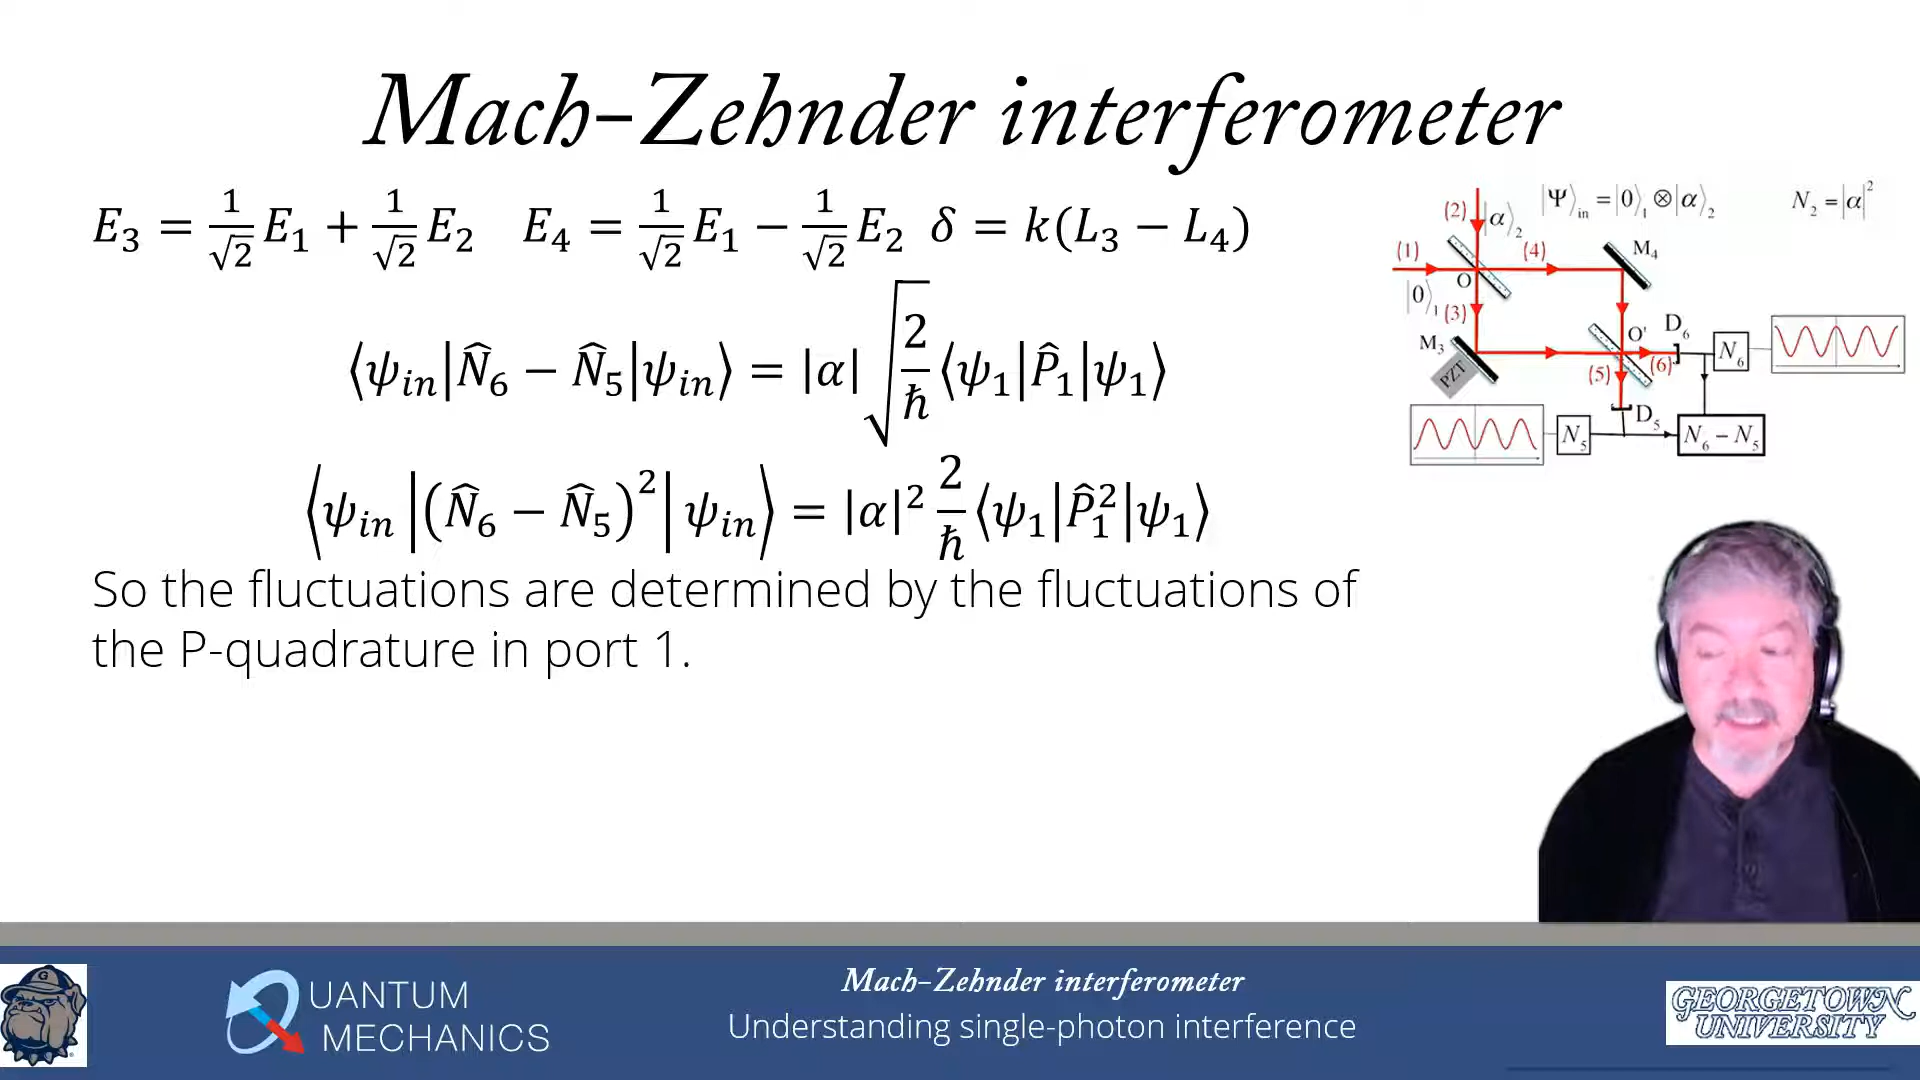 Mach–Zehnder interferometer
E₃ = 1/√2 E₁ + 1/√2 E₂   E₄ = 1/√2 E₁ − 1/√2 E₂   δ = k(L₃ − L₄)
⟨ψ_in|N̂₆ − N̂₅|ψ_in⟩ = |α| √(2/ħ) ⟨ψ₁|P̂₁|ψ₁⟩
⟨ψ_in|(N̂₆ − N̂₅)²|ψ_in⟩ = |α|² 2/ħ ⟨ψ₁|P̂₁²|ψ₁⟩
So the fluctuations are determined by the fluctuations of
the P-quadrature in port 1.
|Ψ⟩_in = |0⟩₁ ⊗ |α⟩₂   N₂ = |α|²
(2) |α⟩₂
(1) (4) M₄
O
|0⟩₁
(3)
M₃ O' D₆
PZT (5) (6) N₆
N₅ D₅ N₆ − N₅
G
QUANTUM
MECHANICS
Mach–Zehnder interferometer
Understanding single-photon interference
GEORGETOWN
UNIVERSITY